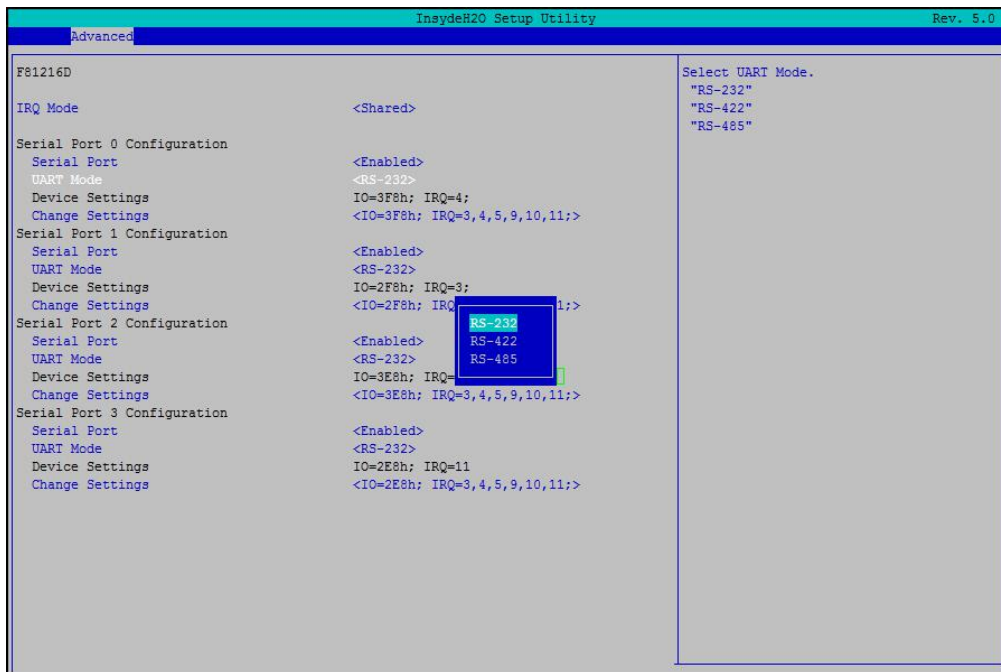 InsydeH20 Setup Utility Rev. 5.0
Advanced
F81216D
IRQ Mode <Shared>
Serial Port 0 Configuration
Serial Port <Enabled>
UART Mode <RS-232>
Device Settings IO=3F8h; IRQ=4;
Change Settings <IO=3F8h; IRQ=3,4,5,9,10,11;>
Serial Port 1 Configuration
Serial Port <Enabled>
UART Mode <RS-232>
Device Settings IO=2F8h; IRQ=3;
Change Settings <IO=2F8h; IRQ 1;>
Serial Port 2 Configuration
Serial Port <Enabled>
UART Mode <RS-232>
Device Settings IO=3E8h; IRQ=
Change Settings <IO=3E8h; IRQ=3,4,5,9,10,11;>
Serial Port 3 Configuration
Serial Port <Enabled>
UART Mode <RS-232>
Device Settings IO=2E8h; IRQ=11
Change Settings <IO=2E8h; IRQ=3,4,5,9,10,11;>
RS-232
RS-422
RS-485
Select UART Mode.
"RS-232"
"RS-422"
"RS-485"